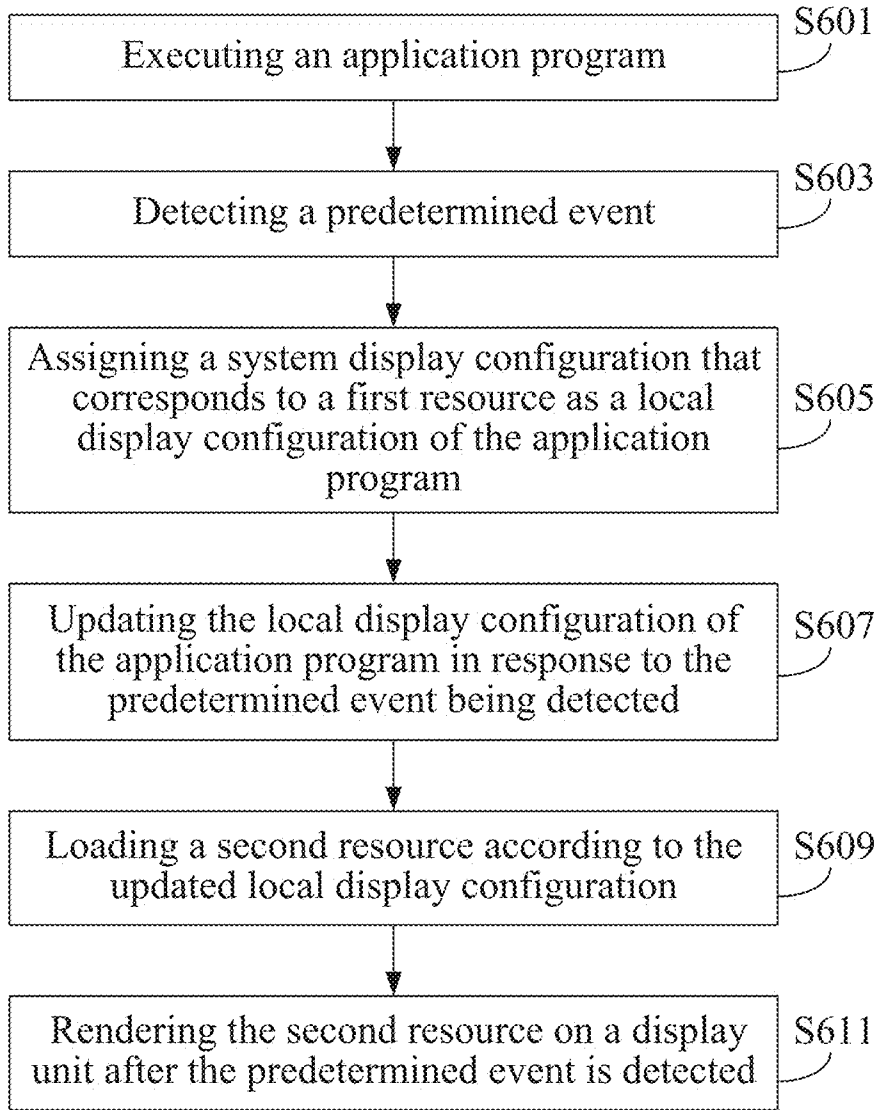 S601
Executing an application program
S603
Detecting a predetermined event
Assigning a system display configuration that
corresponds to a first resource as a local
display configuration of the application
program
S605
Updating the local display configuration of
the application program in response to the
predetermined event being detected
S607
Loading a second resource according to the
updated local display configuration
S609
Rendering the second resource on a display
unit after the predetermined event is detected
S611